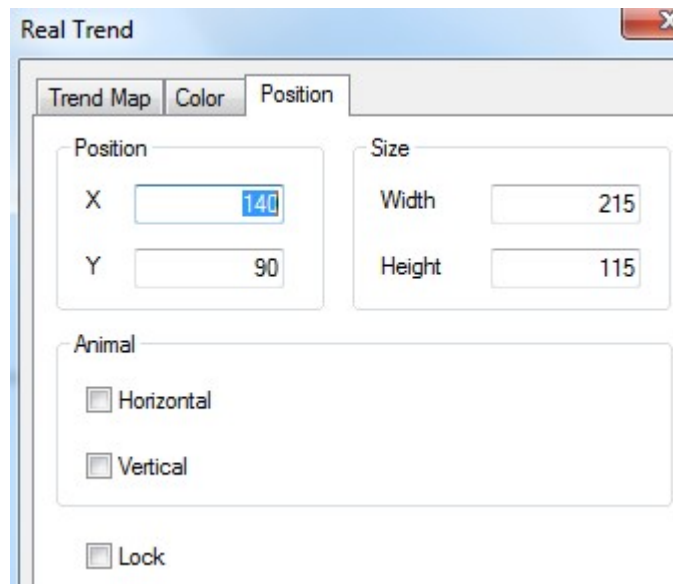 Real Trend
Trend Map Color Position
Position
X 140
Y 90
Size
Width 215
Height 115
Animal
Horizontal
Vertical
Lock